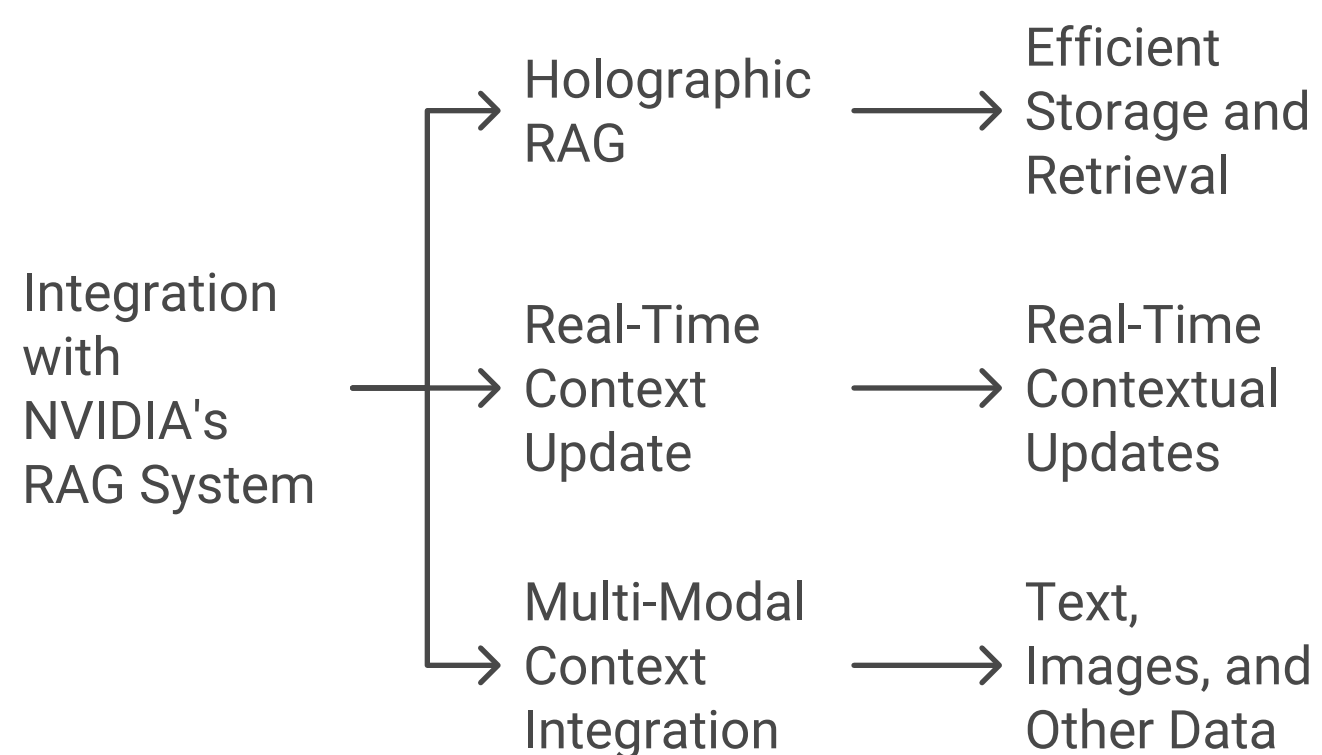 Holographic
RAG
Efficient
Storage and
Retrieval
Integration
with
NVIDIA's
RAG System
Real-Time
Context
Update
Real-Time
Contextual
Updates
Multi-Modal
Context
Integration
Text,
Images, and
Other Data